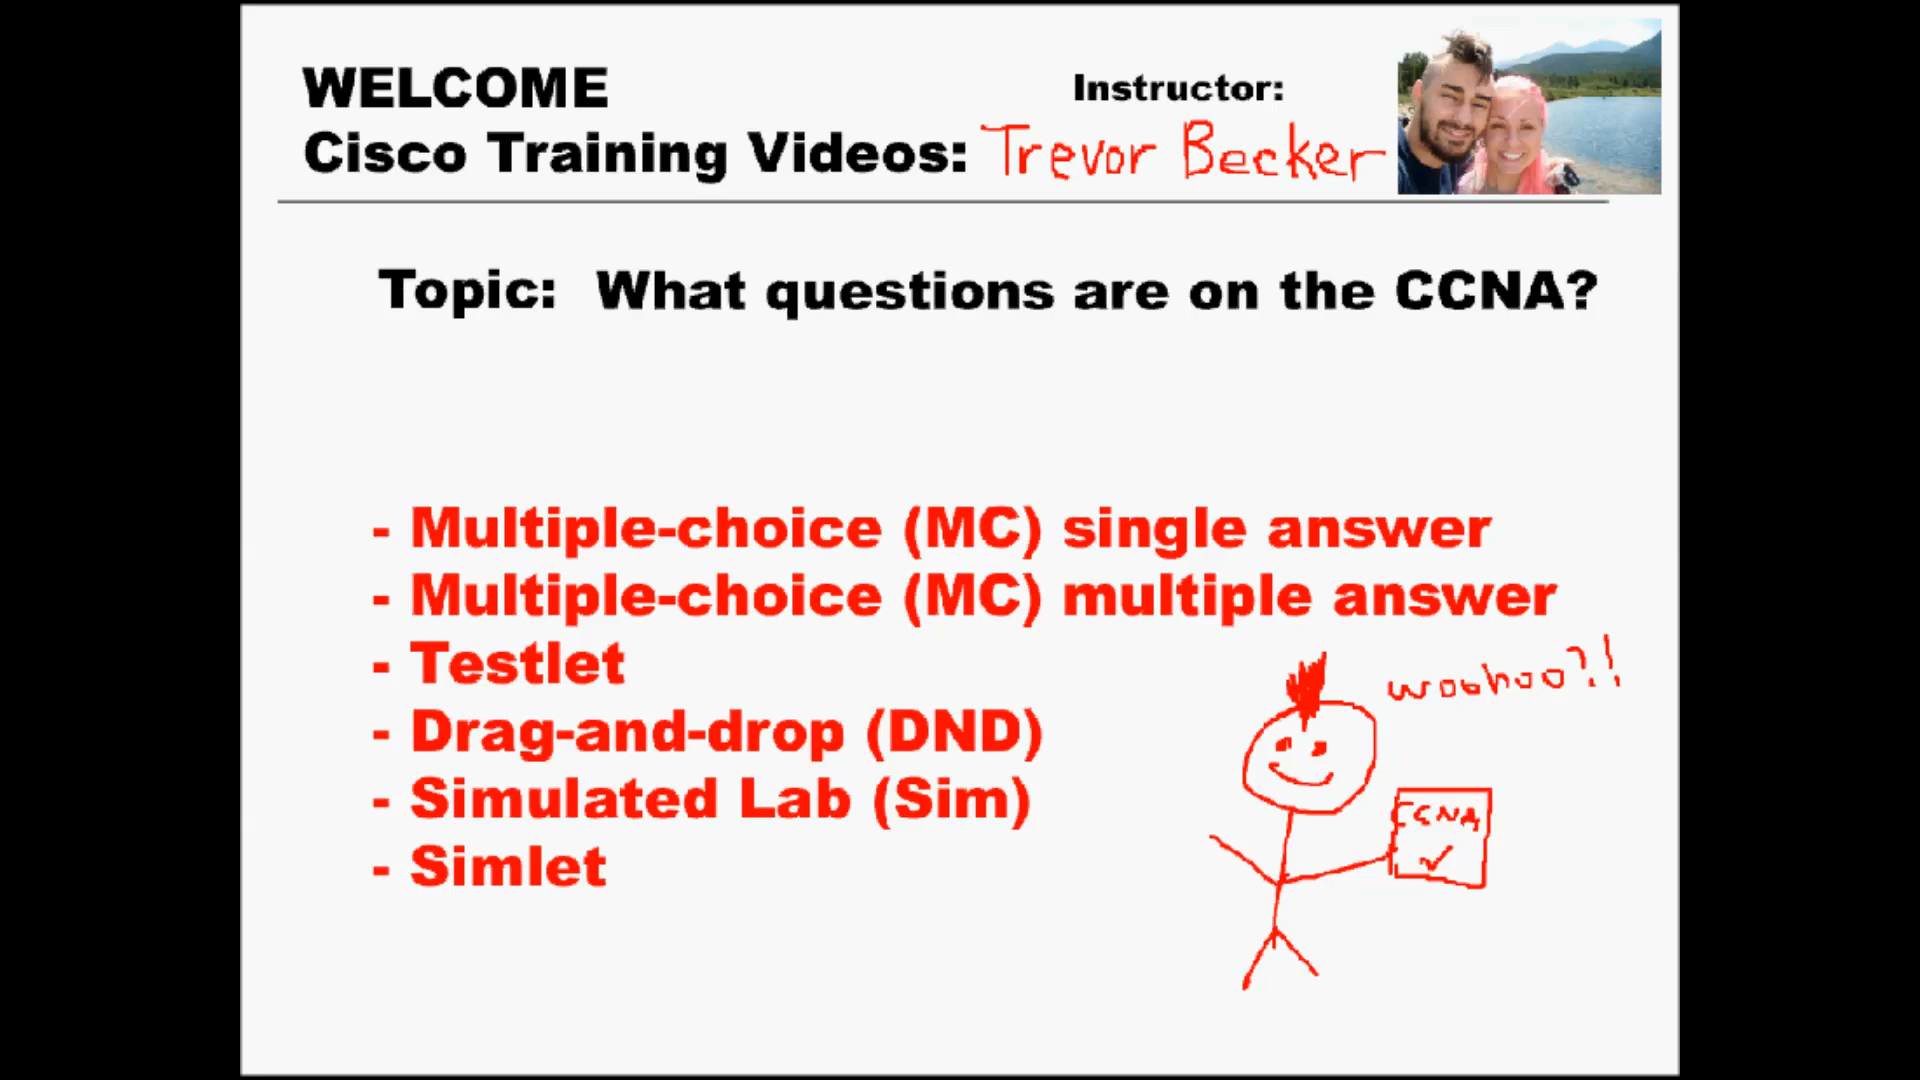 WELCOME
Instructor:
Cisco Training Videos: Trevor Becker
Topic: What questions are on the CCNA?
- Multiple-choice (MC) single answer
- Multiple-choice (MC) multiple answer
- Testlet
- Drag-and-drop (DND)
- Simulated Lab (Sim)
- Simlet
woohoo?!
CCNA